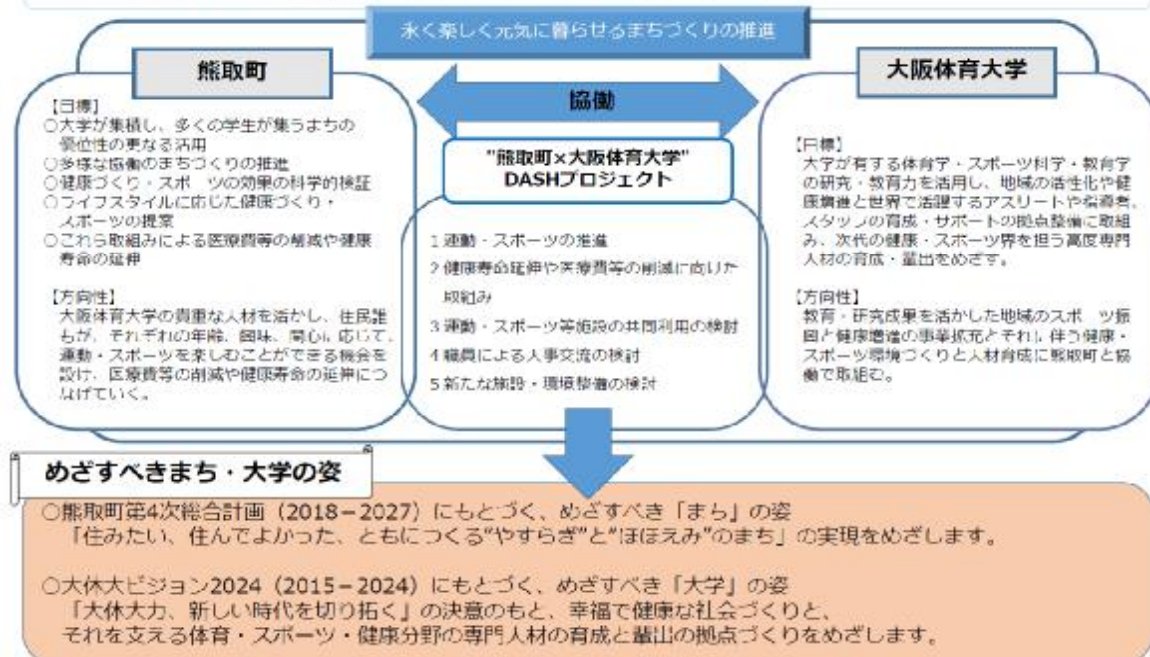 永く楽しく元気に暮らせるまちづくりの推進
熊取町
【目標】
○大学が集積し、多くの学生が集うまちの
優位性の更なる活用
○多様な協働のまちづくりの推進
○健康づくり・スポーツの効果の科学的検証
○ライフスタイルに応じた健康づくり・
スポーツの提案
○これら取組みによる医療費等の削減や健康
寿命の延伸
【方向性】
大阪体育大学の貴重な人材を活かし、住民誰
もが、それぞれの年齢、興味、関心に応じて、
運動・スポーツを楽しむことができる機会を
設け、医療費等の削減や健康寿命の延伸につ
なげていく。
協働
"熊取町×大阪体育大学"
DASHプロジェクト
1 運動・スポーツの推進
2 健康寿命延伸や医療費等の削減に向けた
取組み
3 運動・スポーツ等施設の共同利用の検討
4 職員による人事交流の検討
5 新たな施設・環境整備の検討
大阪体育大学
【目標】
大学が有する体育学・スポーツ科学・教育学
の研究・教育力を活用し、地域の活性化や健
康増進と世界で活躍するアスリートや指導者、
スタッフの育成・サポートの拠点整備に取組
み、次代の健康・スポーツ界を担う高度専門
人材の育成・輩出をめざす。
【方向性】
教育・研究成果を活かした地域のスポーツ振
興と健康増進の事業拡充とそれに伴う健康・
スポーツ環境づくりと人材育成に熊取町と協
働で取組む。
めざすべきまち・大学の姿
○熊取町第4次総合計画(2018-2027)にもとづく、めざすべき「まち」の姿
「住みたい、住んでよかった、ともにつくる"やすらぎ"と"ほほえみ"のまち」の実現をめざします。
○大体大ビジョン2024(2015-2024)にもとづく、めざすべき「大学」の姿
「大体大力、新しい時代を切り拓く」の決意のもと、幸福で健康な社会づくりと、
それを支える体育・スポーツ・健康分野の専門人材の育成と輩出の拠点づくりをめざします。